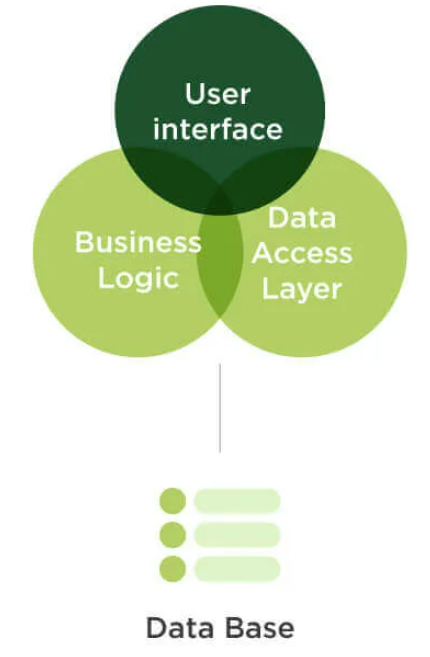 User
interface
Business
Logic
Data
Access
Layer
Data Base